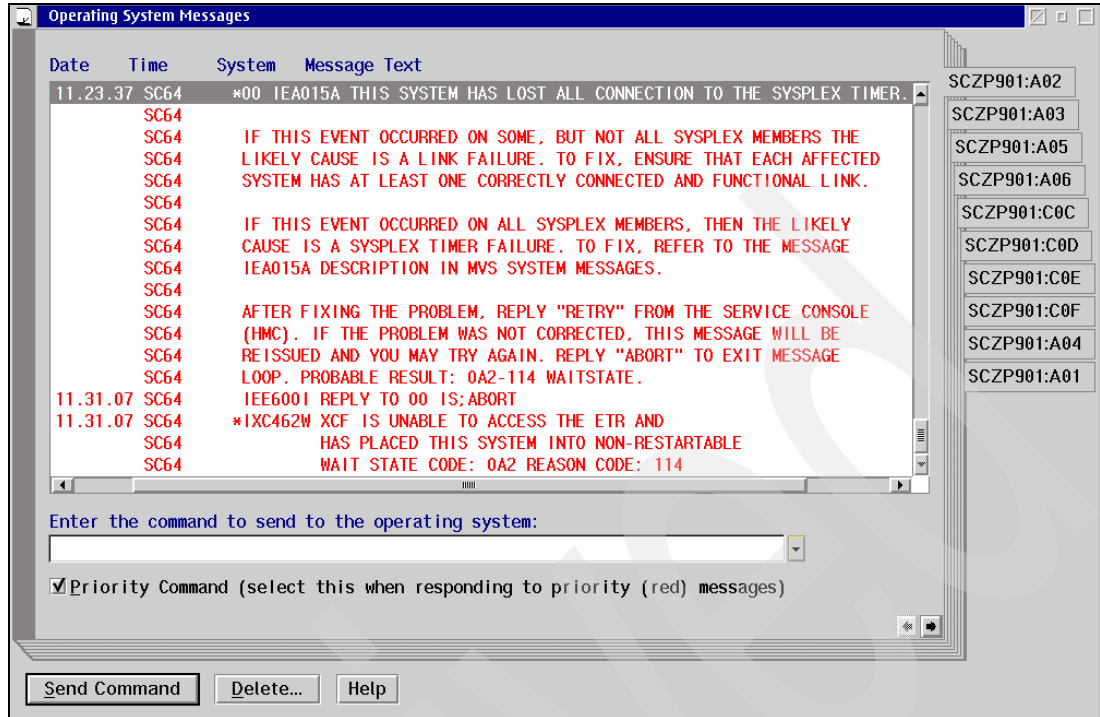 Operating System Messages
Date Time System Message Text
11.23.37 SC64 *00 IEA015A THIS SYSTEM HAS LOST ALL CONNECTION TO THE SYSPLEX TIMER.
SC64
SC64 IF THIS EVENT OCCURRED ON SOME, BUT NOT ALL SYSPLEX MEMBERS THE
SC64 LIKELY CAUSE IS A LINK FAILURE. TO FIX, ENSURE THAT EACH AFFECTED
SC64 SYSTEM HAS AT LEAST ONE CORRECTLY CONNECTED AND FUNCTIONAL LINK.
SC64
SC64 IF THIS EVENT OCCURRED ON ALL SYSPLEX MEMBERS, THEN THE LIKELY
SC64 CAUSE IS A SYSPLEX TIMER FAILURE. TO FIX, REFER TO THE MESSAGE
SC64 IEA015A DESCRIPTION IN MVS SYSTEM MESSAGES.
SC64
SC64 AFTER FIXING THE PROBLEM, REPLY "RETRY" FROM THE SERVICE CONSOLE
SC64 (HMC). IF THE PROBLEM WAS NOT CORRECTED, THIS MESSAGE WILL BE
SC64 REISSUED AND YOU MAY TRY AGAIN. REPLY "ABORT" TO EXIT MESSAGE
SC64 LOOP. PROBABLE RESULT: 0A2-114 WAITSTATE.
11.31.07 SC64 IEE600I REPLY TO 00 IS;ABORT
11.31.07 SC64 *IXC462W XCF IS UNABLE TO ACCESS THE ETR AND
SC64 HAS PLACED THIS SYSTEM INTO NON-RESTARTABLE
SC64 WAIT STATE CODE: 0A2 REASON CODE: 114
SCZP901:A02
SCZP901:A03
SCZP901:A05
SCZP901:A06
SCZP901:C0C
SCZP901:C0D
SCZP901:C0E
SCZP901:C0F
SCZP901:A04
SCZP901:A01
Enter the command to send to the operating system:
Priority Command (select this when responding to priority (red) messages)
Send Command Delete... Help